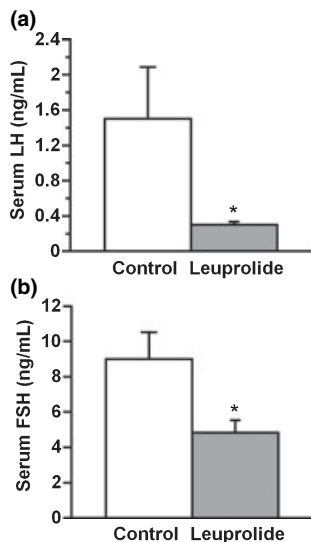 (a)
Serum LH (ng/mL)
2.4
2
1.6
1.2
0.8
0.4
0
*
Control Leuprolide
(b)
Serum FSH (ng/mL)
12
10
8
6
4
2
0
*
Control Leuprolide